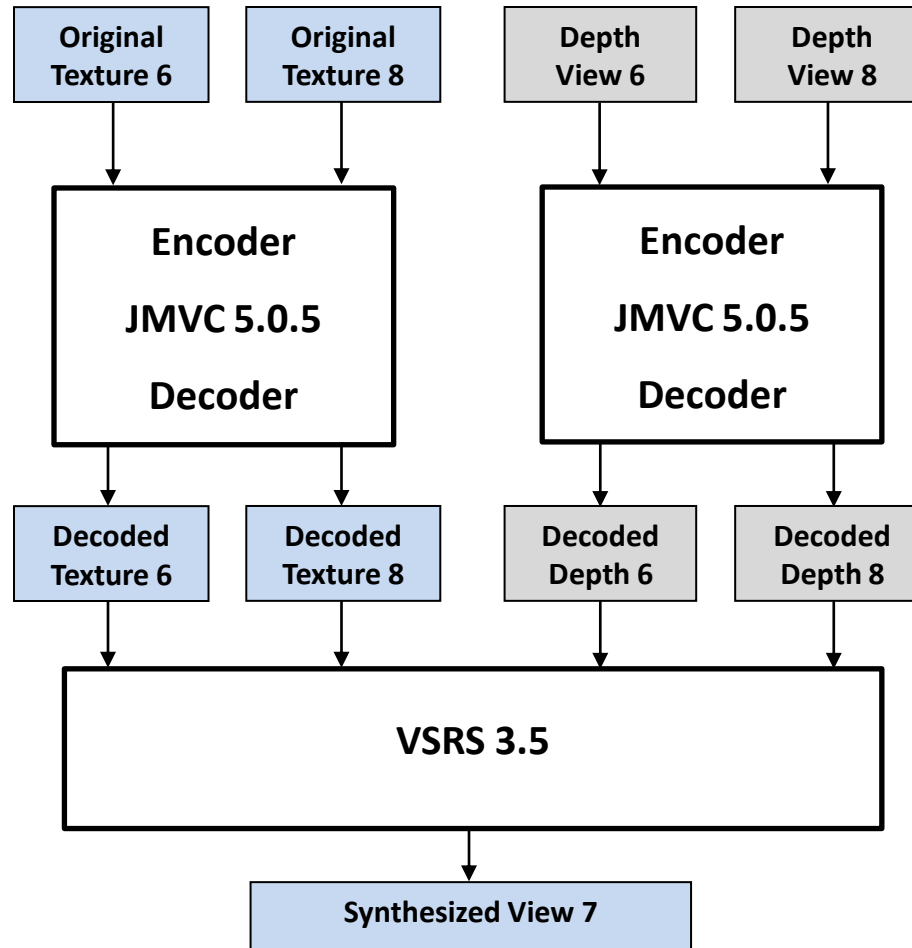 Original
Texture 6
Original
Texture 8
Depth
View 6
Depth
View 8
Encoder
JMVC 5.0.5
Decoder
Encoder
JMVC 5.0.5
Decoder
Decoded
Texture 6
Decoded
Texture 8
Decoded
Depth 6
Decoded
Depth 8
VSRS 3.5
Synthesized View 7